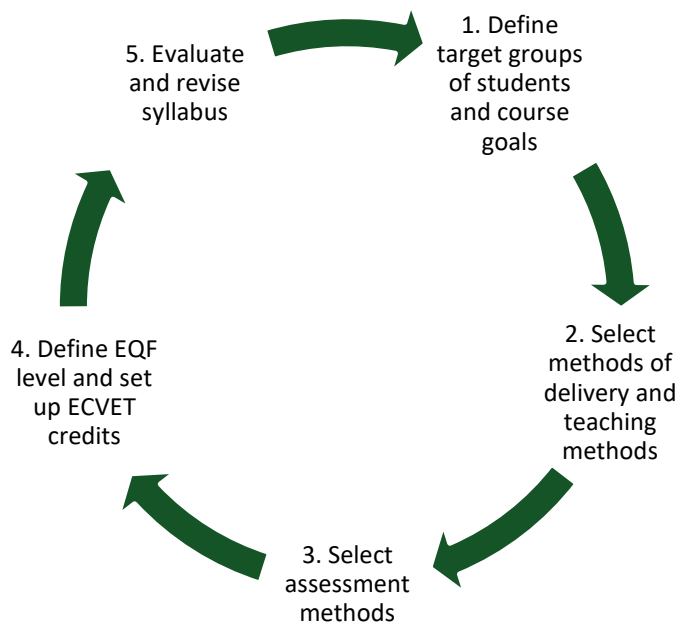 1. Define
target groups
of students
and course
goals
2. Select
methods of
delivery and
teaching
methods
3. Select
assessment
methods
4. Define EQF
level and set
up ECVET
credits
5. Evaluate
and revise
syllabus